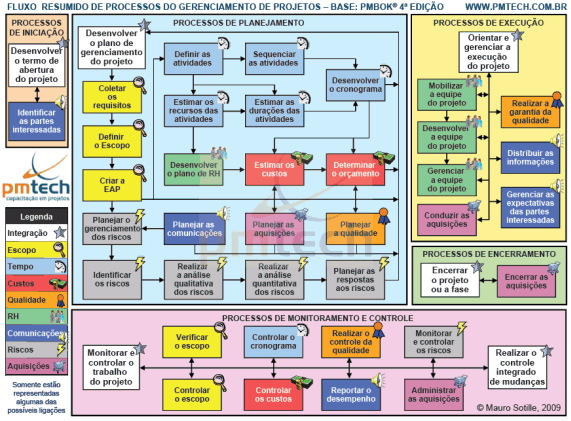 FLUXO RESUMIDO DE PROCESSOS DO GERENCIAMENTO DE PROJETOS – BASE: PMBOK® 4ª EDIÇÃO
WWW.PMTECH.COM.BR
PROCESSOS
DE INICIAÇÃO
Desenvolver
o termo de
abertura
do projeto
Identificar
as partes
interessadas
pmtech
capacitação em projetos
Legenda
Integração
Escopo
Tempo
Custos
Qualidade
RH
Comunicações
Riscos
Aquisições
Somente estão
representadas
algumas das
possíveis ligações
PROCESSOS DE PLANEJAMENTO
Desenvolver
o plano de
gerenciamento
do projeto
Definir as
atividades
Sequenciar
as atividades
Desenvolver
o cronograma
Coletar
os requisitos
Estimar os
recursos das
atividades
Estimar as
durações das
atividades
Definir
o Escopo
Criar a
EAP
Desenvolver
o plano de RH
Estimar os
custos
Determinar
o orçamento
Planejar o
gerenciamento
dos riscos
Planejar as
comunicações
Planejar as
aquisições
Planejar
a qualidade
Identificar
os riscos
Realizar
a análise
qualitativa
dos riscos
Realizar
a análise
quantitativa
dos riscos
Planejar as
respostas
aos riscos
pmtech
PROCESSOS DE EXECUÇÃO
Orientar e
gerenciar a
execução
do projeto
Mobilizar
a equipe
do projeto
Realizar a
garantia da
qualidade
Desenvolver
a equipe
do projeto
Distribuir as
informações
Gerenciar
a equipe
do projeto
Gerenciar as
expectativas
das partes
interessadas
Conduzir as
aquisições
PROCESSOS DE ENCERRAMENTO
Encerrar
o projeto
ou a fase
Encerrar as
aquisições
PROCESSOS DE MONITORAMENTO E CONTROLE
Monitorar e
controlar o
trabalho
do projeto
Verificar
o escopo
Controlar o
cronograma
Realizar o
controle da
qualidade
Monitorar
e controlar
os riscos
Realizar o
controle
integrado
de mudanças
Controlar
o escopo
Controlar
os custos
Reportar o
desempenho
Administrar
as aquisições
© Mauro Sotille, 2009